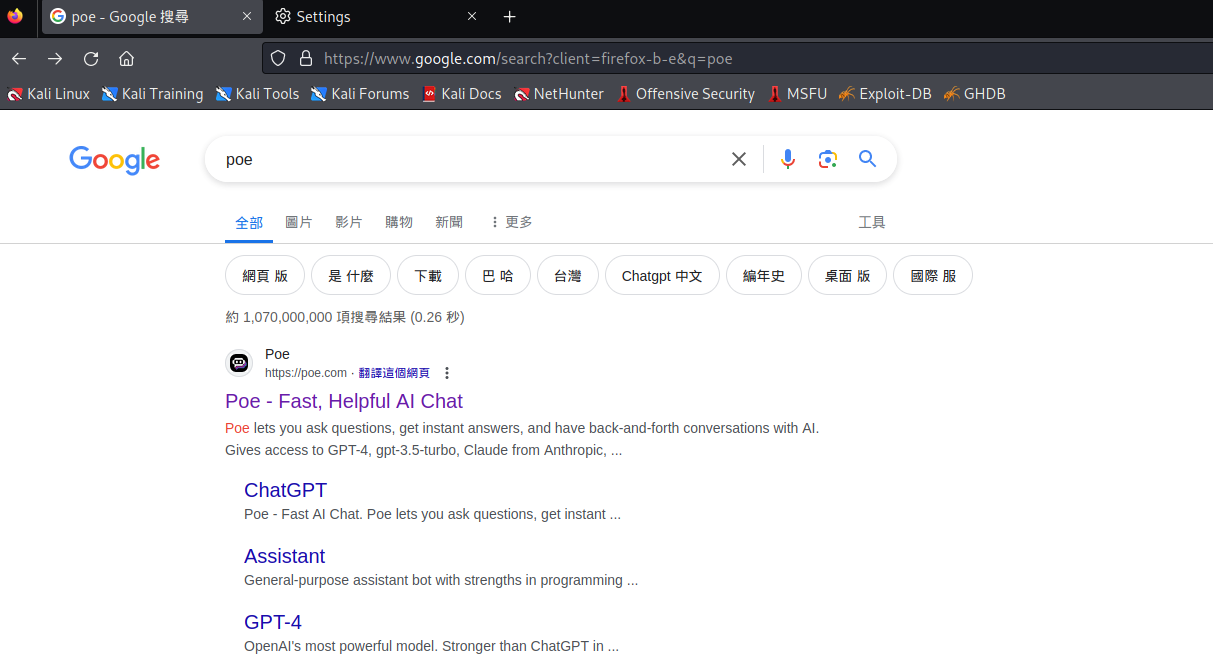 poe - Google 搜尋
Settings
https://www.google.com/search?client=firefox-b-e&q=poe
Kali Linux Kali Training Kali Tools Kali Forums Kali Docs NetHunter Offensive Security MSFU Exploit-DB GHDB
Google
poe
全部 圖片 影片 購物 新聞 更多 工具
網頁 版 是 什麼 下載 巴 哈 台灣 Chatgpt 中文 編年史 桌面 版 國際 服
約 1,070,000,000 項搜尋結果 (0.26 秒)
Poe
https://poe.com · 翻譯這個網頁
Poe - Fast, Helpful AI Chat
Poe lets you ask questions, get instant answers, and have back-and-forth conversations with AI.
Gives access to GPT-4, gpt-3.5-turbo, Claude from Anthropic, ...
ChatGPT
Poe - Fast AI Chat. Poe lets you ask questions, get instant ...
Assistant
General-purpose assistant bot with strengths in programming ...
GPT-4
OpenAI's most powerful model. Stronger than ChatGPT in ...